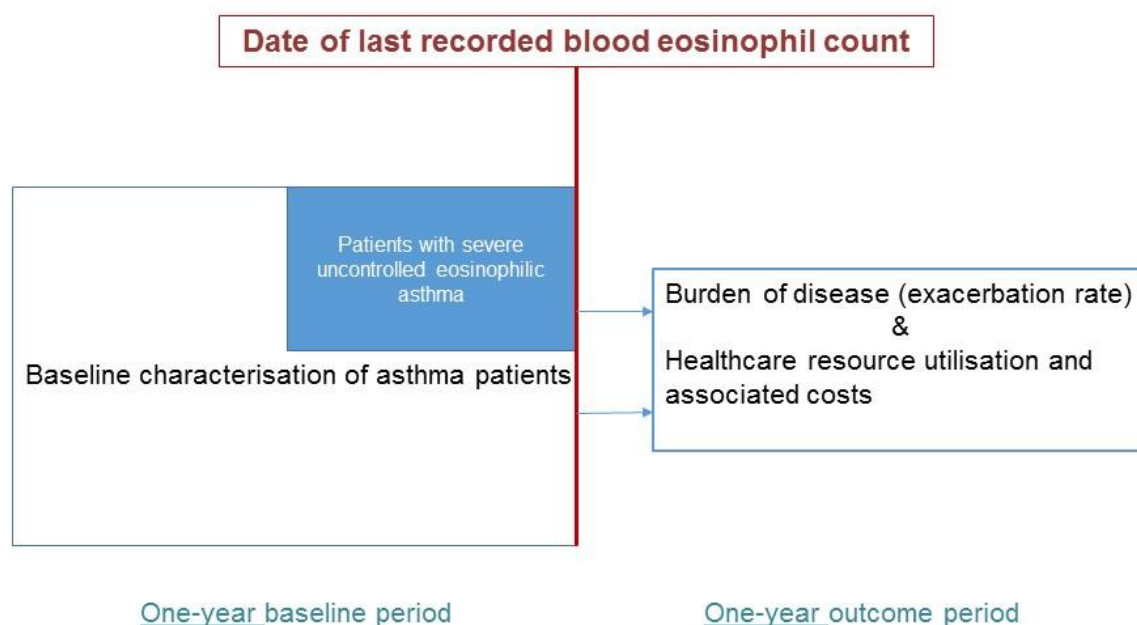 Date of last recorded blood eosinophil count
Patients with severe
uncontrolled eosinophilic
asthma
Baseline characterisation of asthma patients
Burden of disease (exacerbation rate)
&
Healthcare resource utilisation and
associated costs
One-year baseline period
One-year outcome period